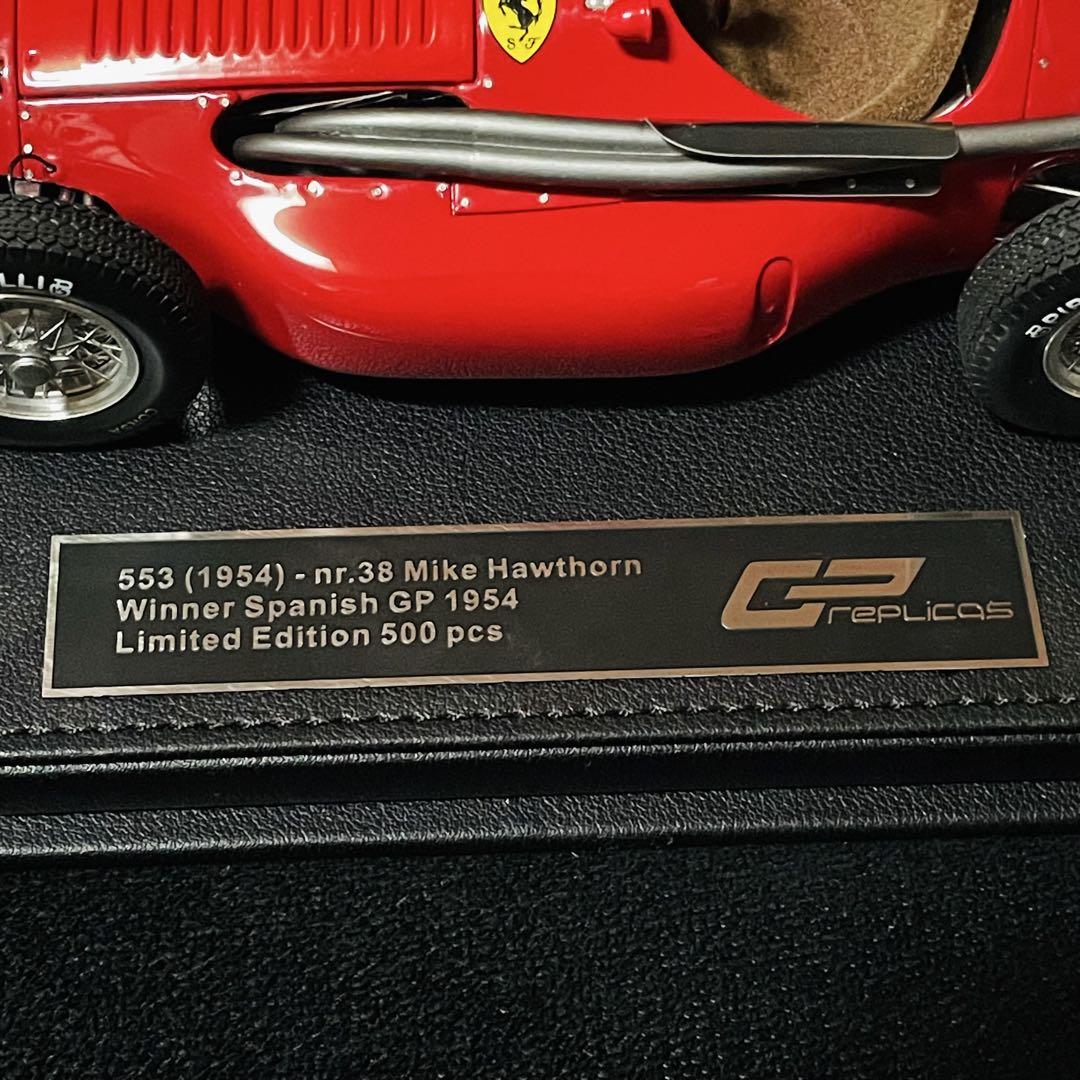 S F
553 (1954) - nr.38 Mike Hawthorn
Winner Spanish GP 1954
Limited Edition 500 pcs
GP replicas